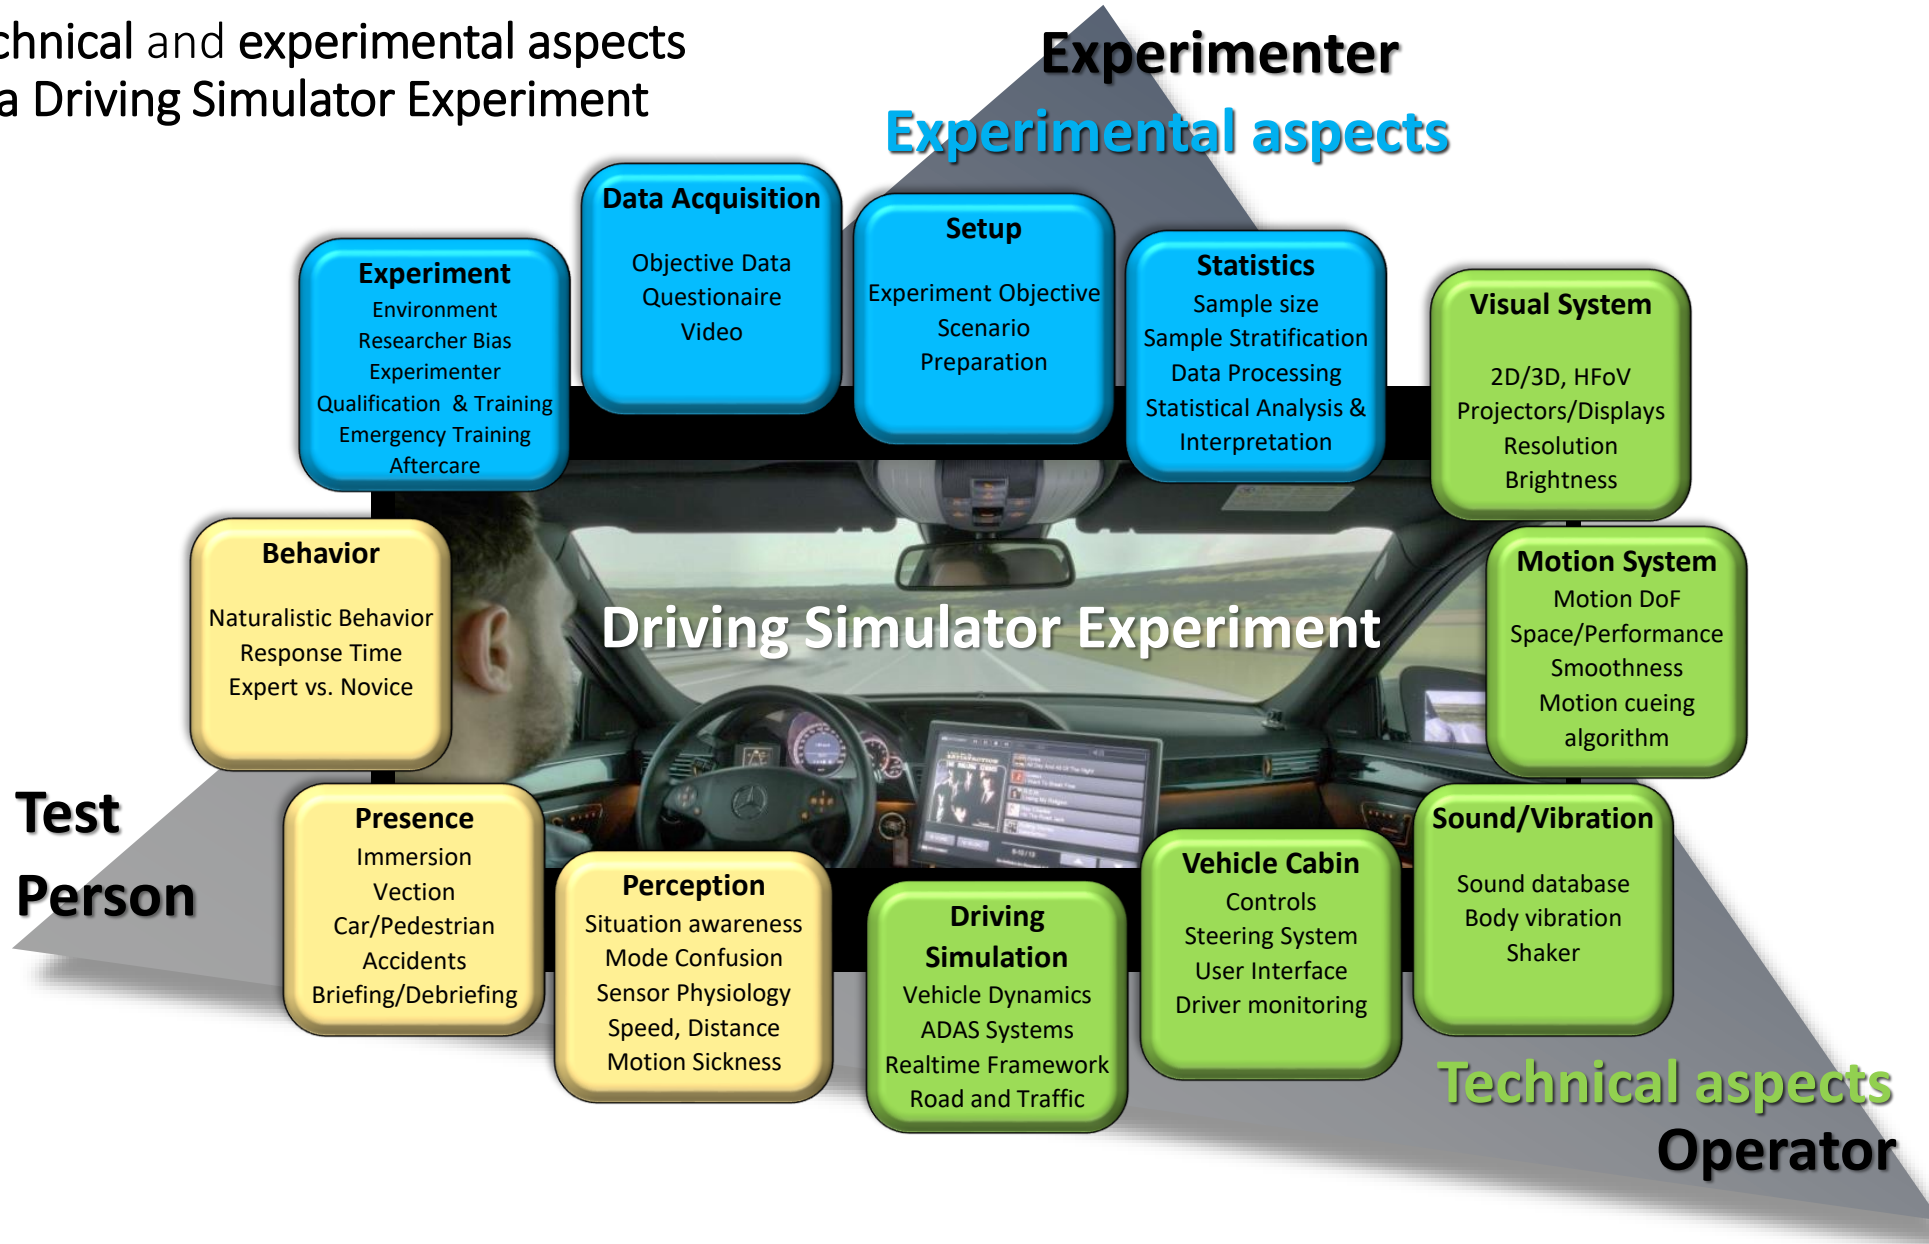 chnical and experimental aspects
a Driving Simulator Experiment
Experimenter
Experimental aspects
Data Acquisition
Objective Data
Questionaire
Video
Setup
Experiment Objective
Scenario
Preparation
Experiment
Environment
Researcher Bias
Experimenter
Qualification & Training
Emergency Training
Aftercare
Statistics
Sample size
Sample Stratification
Data Processing
Statistical Analysis &
Interpretation
Visual System
2D/3D, HFoV
Projectors/Displays
Resolution
Brightness
Behavior
Naturalistic Behavior
Response Time
Expert vs. Novice
Driving Simulator Experiment
Motion System
Motion DoF
Space/Performance
Smoothness
Motion cueing
algorithm
Test
Person
Presence
Immersion
Vection
Car/Pedestrian
Accidents
Briefing/Debriefing
Perception
Situation awareness
Mode Confusion
Sensor Physiology
Speed, Distance
Motion Sickness
Driving
Simulation
Vehicle Dynamics
ADAS Systems
Realtime Framework
Road and Traffic
Vehicle Cabin
Controls
Steering System
User Interface
Driver monitoring
Sound/Vibration
Sound database
Body vibration
Shaker
Technical aspects
Operator